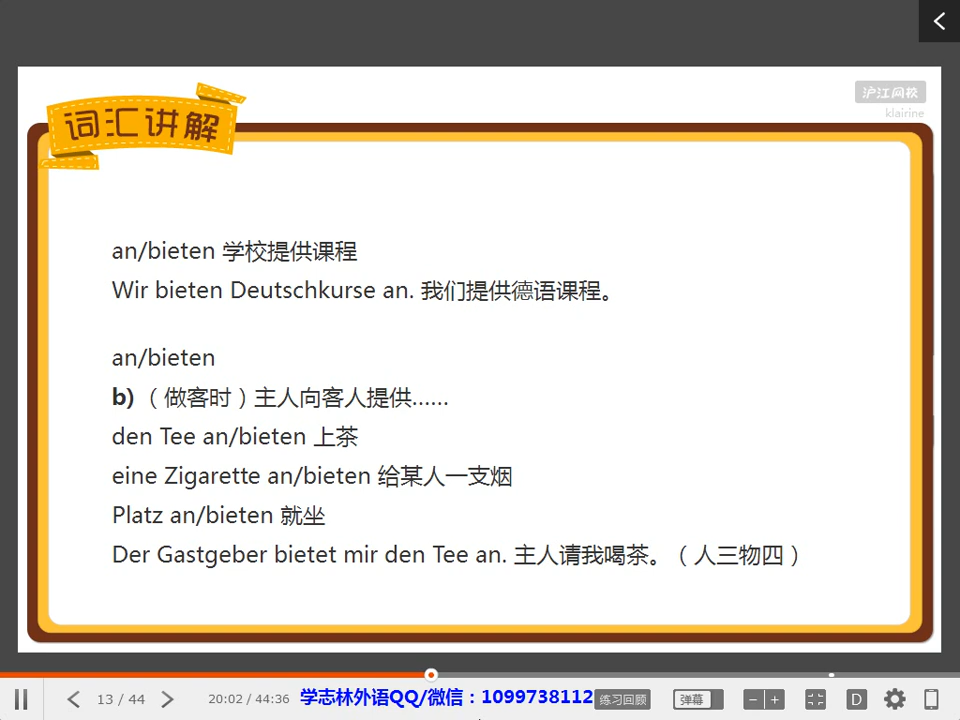 沪江网校
klairine
词汇讲解
an/bieten 学校提供课程
Wir bieten Deutschkurse an. 我们提供德语课程。
an/bieten
b) （做客时）主人向客人提供……
den Tee an/bieten 上茶
eine Zigarette an/bieten 给某人一支烟
Platz an/bieten 就坐
Der Gastgeber bietet mir den Tee an. 主人请我喝茶。（人三物四）
13 / 44 20:02 / 44:36 学志林外语QQ/微信：1099738112 练习回顾 弹幕 D